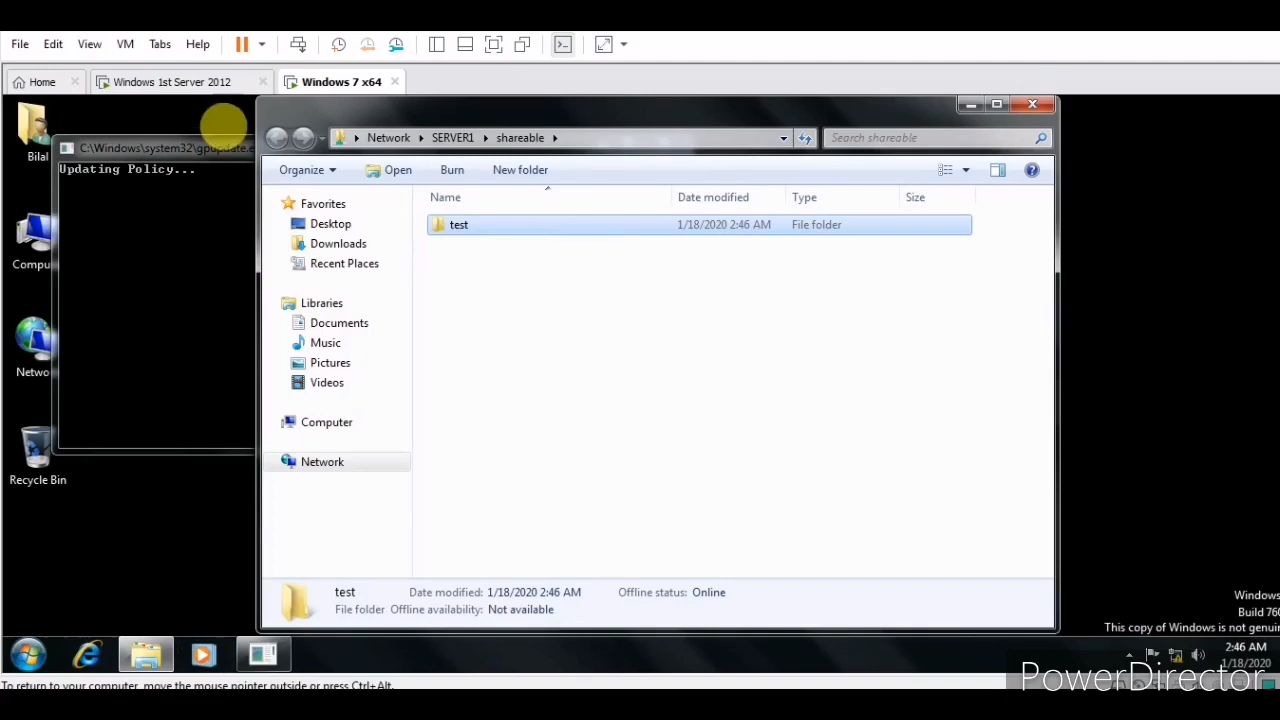 File Edit View VM Tabs Help
Home Windows 1st Server 2012 Windows 7 x64
Bilal
C:\Windows\system32\gpupdate.e
Updating Policy...
Compu
Netwo
Recycle Bin
Network SERVER1 shareable
Search shareable
Organize Open Burn New folder
Name Date modified Type Size
test 1/18/2020 2:46 AM File folder
Favorites
Desktop
Downloads
Recent Places
Libraries
Documents
Music
Pictures
Videos
Computer
Network
test Date modified: 1/18/2020 2:46 AM Offline status: Online
File folder Offline availability: Not available
Windows
Build 760
This copy of Windows is not genuin
2:46 AM
1/18/2020
To return to your computer, move the mouse pointer outside or press Ctrl+Alt.
PowerDirector